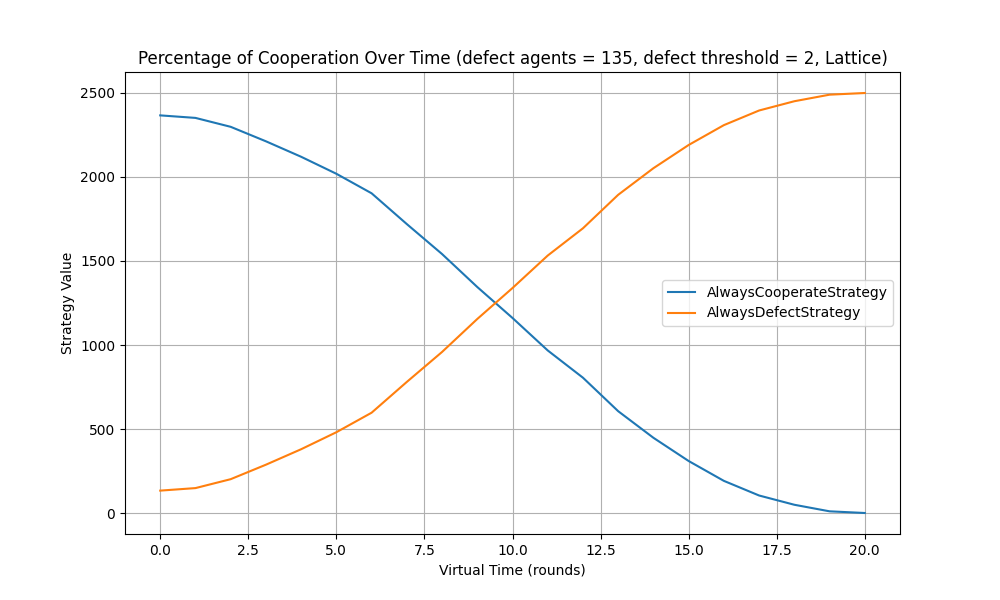 Percentage of Cooperation Over Time (defect agents = 135, defect threshold = 2, Lattice)
2500
2000
1500
1000
500
0
Strategy Value
AlwaysCooperateStrategy
AlwaysDefectStrategy
0.0 2.5 5.0 7.5 10.0 12.5 15.0 17.5 20.0
Virtual Time (rounds)